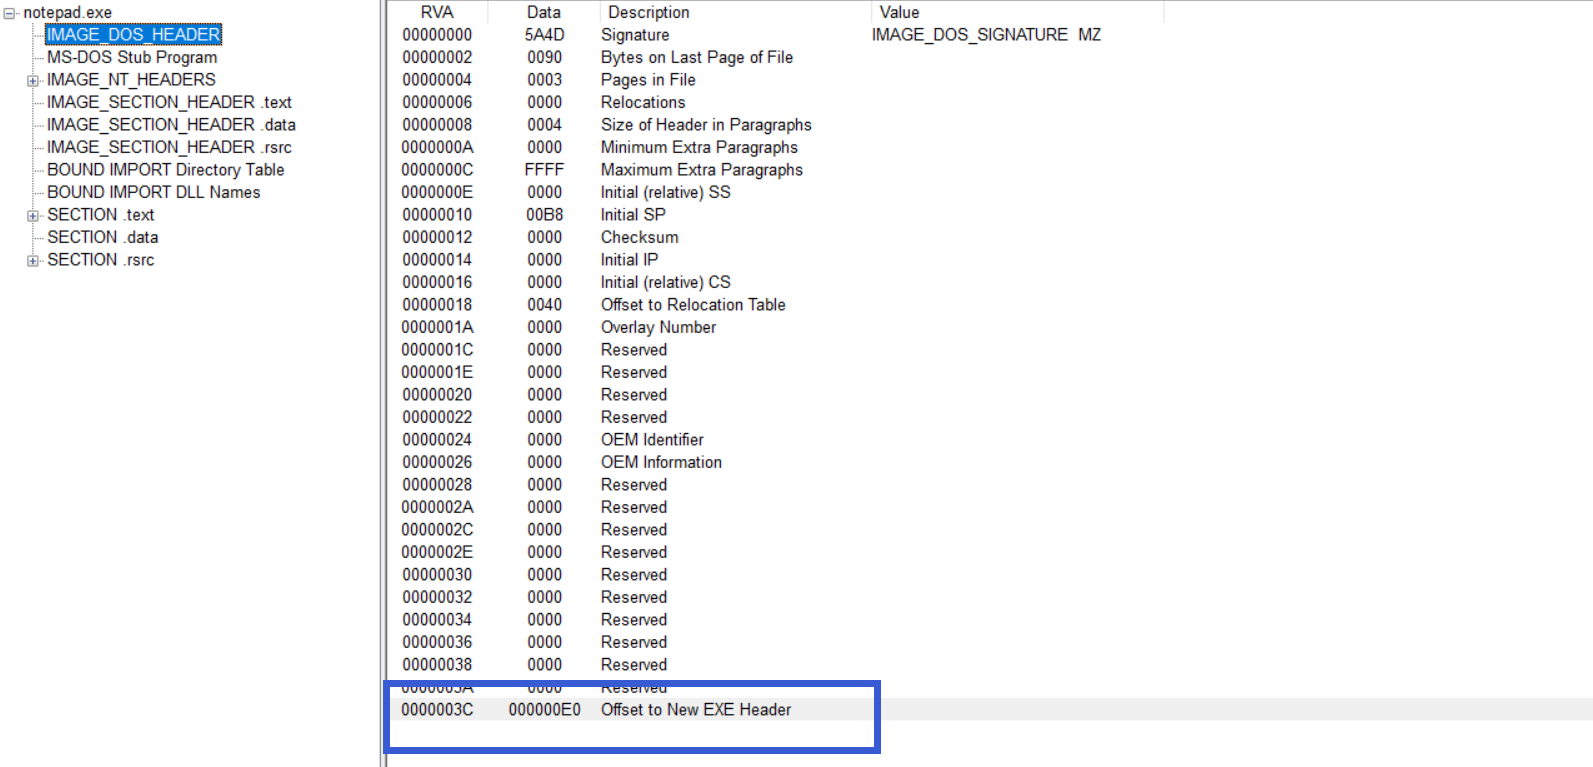 notepad.exe
IMAGE_DOS_HEADER
MS-DOS Stub Program
IMAGE_NT_HEADERS
IMAGE_SECTION_HEADER .text
IMAGE_SECTION_HEADER .data
IMAGE_SECTION_HEADER .rsrc
BOUND IMPORT Directory Table
BOUND IMPORT DLL Names
SECTION .text
SECTION .data
SECTION .rsrc
RVA Data Description Value
00000000 5A4D Signature IMAGE_DOS_SIGNATURE MZ
00000002 0090 Bytes on Last Page of File
00000004 0003 Pages in File
00000006 0000 Relocations
00000008 0004 Size of Header in Paragraphs
0000000A 0000 Minimum Extra Paragraphs
0000000C FFFF Maximum Extra Paragraphs
0000000E 0000 Initial (relative) SS
00000010 00B8 Initial SP
00000012 0000 Checksum
00000014 0000 Initial IP
00000016 0000 Initial (relative) CS
00000018 0040 Offset to Relocation Table
0000001A 0000 Overlay Number
0000001C 0000 Reserved
0000001E 0000 Reserved
00000020 0000 Reserved
00000022 0000 Reserved
00000024 0000 OEM Identifier
00000026 0000 OEM Information
00000028 0000 Reserved
0000002A 0000 Reserved
0000002C 0000 Reserved
0000002E 0000 Reserved
00000030 0000 Reserved
00000032 0000 Reserved
00000034 0000 Reserved
00000036 0000 Reserved
00000038 0000 Reserved
0000003A 0000 Reserved
0000003C 000000E0 Offset to New EXE Header